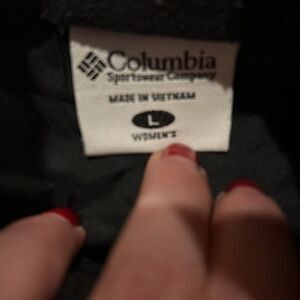 Columbia
Sportswear Company
MADE IN VIETNAM
L
WOMEN'S